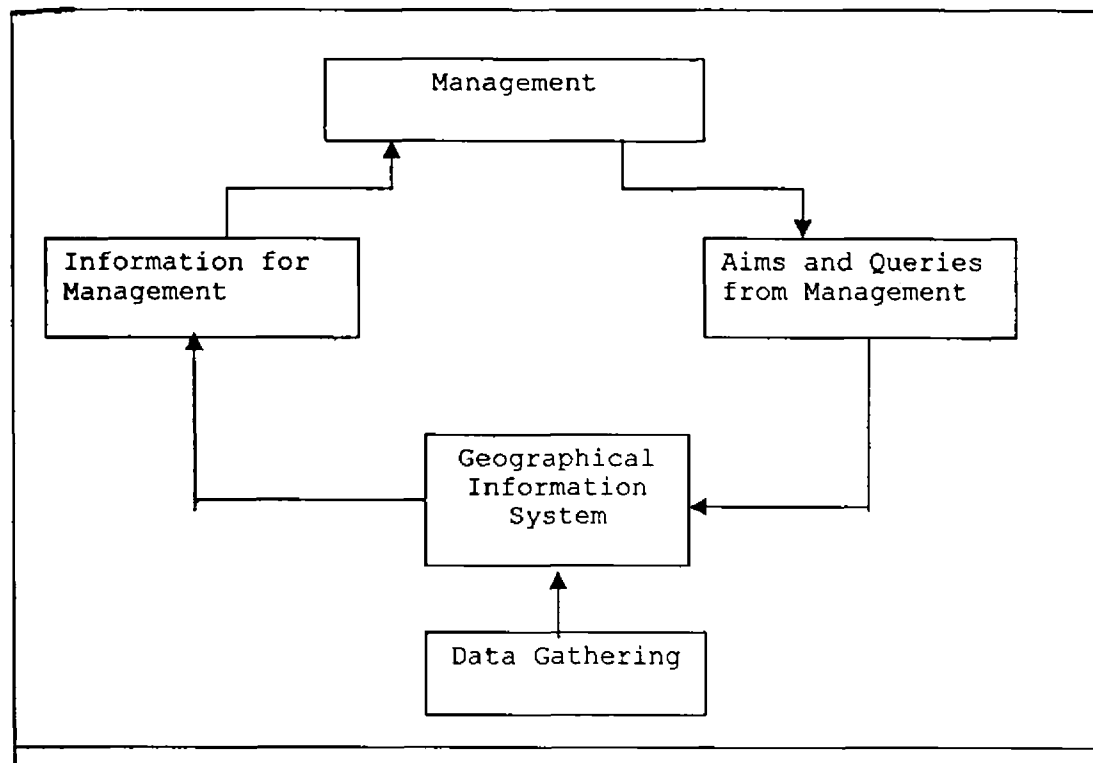 Management
Information for
Management
Aims and Queries
from Management
Geographical
Information
System
Data Gathering